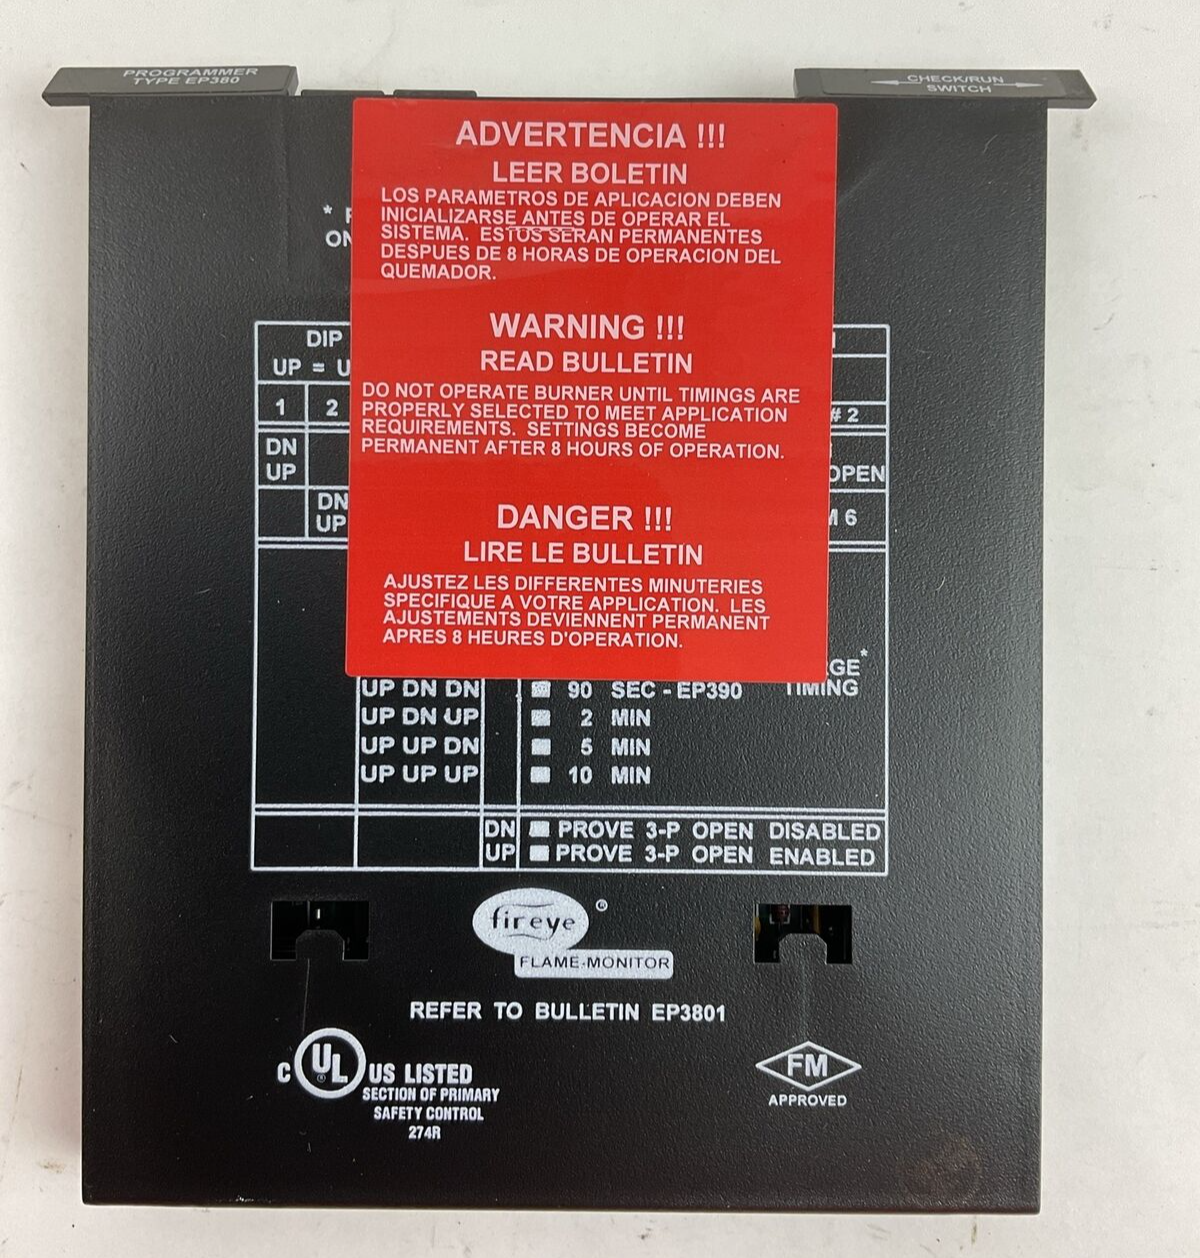 PROGRAMMER
TYPE EP380
CHECK/RUN
SWITCH
ADVERTENCIA !!!
LEER BOLETIN
LOS PARAMETROS DE APLICACION DEBEN
INICIALIZARSE ANTES DE OPERAR EL
SISTEMA. ESTOS SERAN PERMANENTES
DESPUES DE 8 HORAS DE OPERACION DEL
QUEMADOR.
WARNING !!!
READ BULLETIN
DO NOT OPERATE BURNER UNTIL TIMINGS ARE
PROPERLY SELECTED TO MEET APPLICATION
REQUIREMENTS. SETTINGS BECOME
PERMANENT AFTER 8 HOURS OF OPERATION.
DANGER !!!
LIRE LE BULLETIN
AJUSTEZ LES DIFFERENTES MINUTERIES
SPECIFIQUE A VOTRE APPLICATION. LES
AJUSTEMENTS DEVIENNENT PERMANENT
APRES 8 HEURES D'OPERATION.
*
DIP
UP =
1 2 # 2
DN
UP OPEN
DN
UP 6
*
UP DN DN 90 SEC - EP390 TIMING
UP DN UP 2 MIN
UP UP DN 5 MIN
UP UP UP 10 MIN
DN PROVE 3-P OPEN DISABLED
UP PROVE 3-P OPEN ENABLED
fireye ®
FLAME-MONITOR
REFER TO BULLETIN EP3801
C UL ® US LISTED
SECTION OF PRIMARY
SAFETY CONTROL
274R
FM
APPROVED